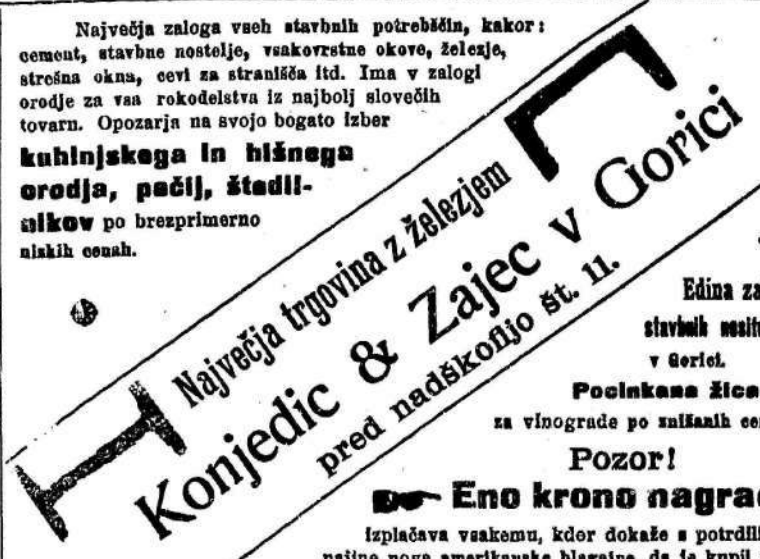 Največja zaloga vseh stavbnih potrebščin, kakor:
cement, stavbne nostelje, vsakovrstne okove, železje,
strešna okna, cevi za stranišča itd. Ima v zalogi
orodje za vsa rokodelstva iz najbolj slovečih
tovarn. Opozarja na svojo bogato izber
kuhinjskega in hišnega
orodja, pečij, štedil-
nikov po brezprimerno
niskih cenah.
Največja trgovina z železjem
Konjedic & Zajec v Gorici
pred nadškofijo št. 11.
Edina za
stavbnik
v Gorici.
Pocinkana žica
za vinograde po znižanih
Pozor!
Eno krono nagrad
izplačava vsakemu, kdor dokaže s potrdil